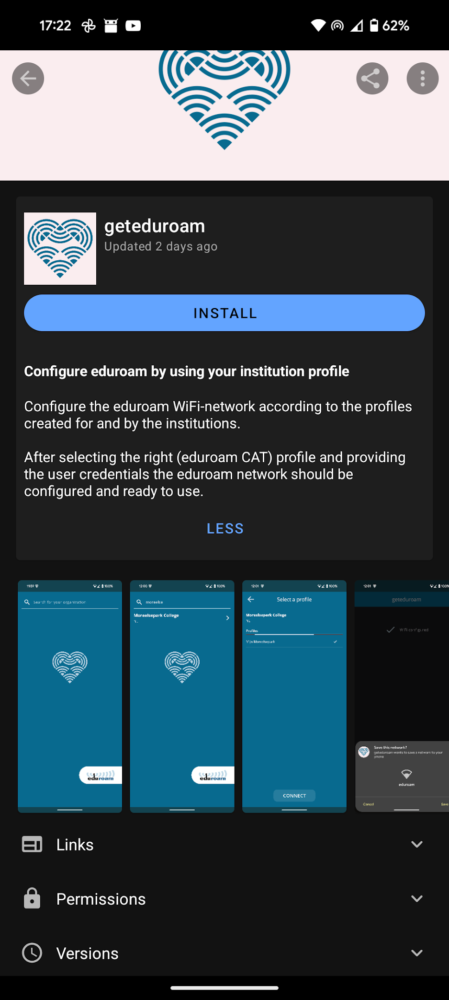 17:22
62%
geteduroam
Updated 2 days ago
INSTALL
Configure eduroam by using your institution profile
Configure the eduroam WiFi-network according to the profiles
created for and by the institutions.
After selecting the right (eduroam CAT) profile and providing
the user credentials the eduroam network should be
configured and ready to use.
LESS
11:59
100%
Search for your organization
eduroam
12:00
100%
moreelse
Moreelsepark College
NL
eduroam
12:01
100%
Select a profile
Moreelsepark College
NL
Profiles
Vijn Moreelsepark
CONNECT
12:01
100%
geteduroam
WiFi configured
Save this network?
geteduroam wants to save a network to your
phone
eduroam
Cancel
Save
Links
Permissions
Versions